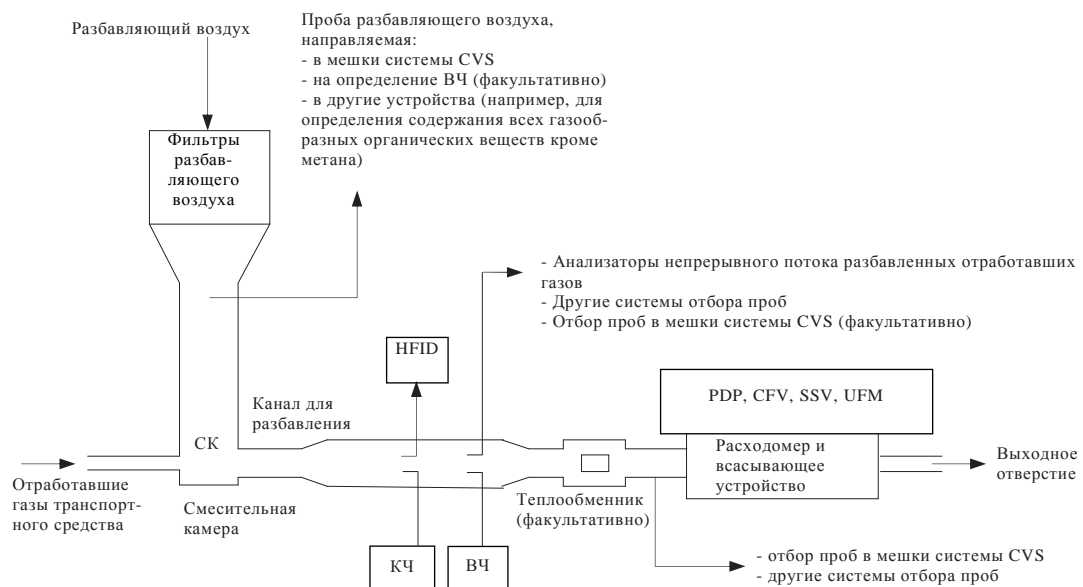 Разбавляющий воздух
Проба разбавляющего воздуха,
направляемая:
- в мешки системы CVS
- на определение ВЧ (факультативно)
- в другие устройства (например, для
определения содержания всех газооб-
разных органических веществ кроме
метана)
Фильтры
разбав-
ляющего
воздуха
- Анализаторы непрерывного потока разбавленных отработавших
газов
- Другие системы отбора проб
- Отбор проб в мешки системы CVS (факультативно)
HFID
PDP, CFV, SSV, UFM
Канал для
разбавления
СК
Расходомер и
всасывающее
устройство
Выходное
отверстие
Отработавшие
газы транспорт-
ного средства
Смесительная
камера
Теплообменник
(факультативно)
КЧ
ВЧ
- отбор проб в мешки системы CVS
- другие системы отбора проб